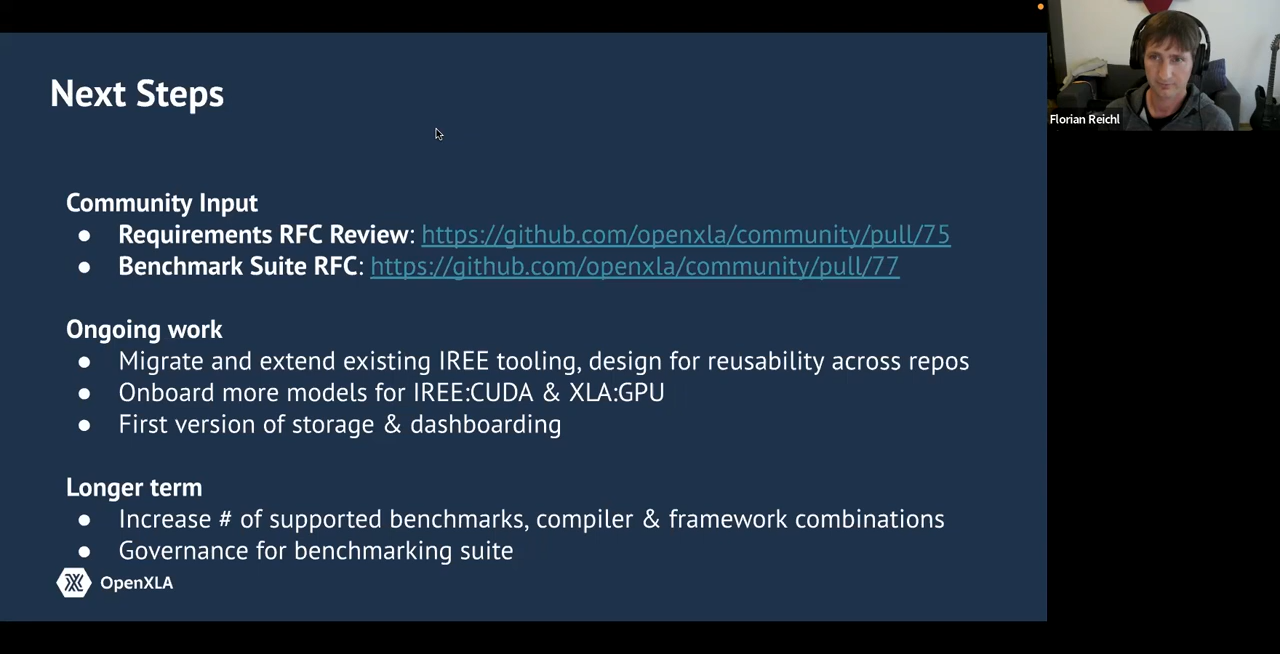 Next Steps
Community Input
● Requirements RFC Review: https://github.com/openxla/community/pull/75
● Benchmark Suite RFC: https://github.com/openxla/community/pull/77
Ongoing work
● Migrate and extend existing IREE tooling, design for reusability across repos
● Onboard more models for IREE:CUDA & XLA:GPU
● First version of storage & dashboarding
Longer term
● Increase # of supported benchmarks, compiler & framework combinations
● Governance for benchmarking suite
OpenXLA
Florian Reichl